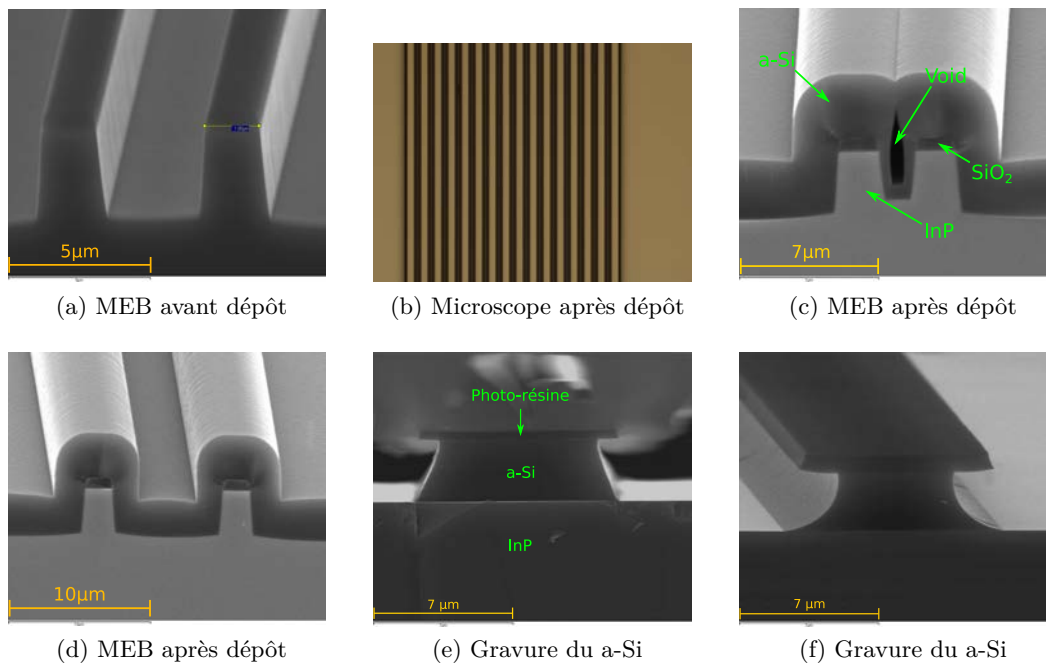 5µm
(a) MEB avant dépôt
(b) Microscope après dépôt
a-Si
Void
SiO₂
InP
7µm
(c) MEB après dépôt
10µm
(d) MEB après dépôt
Photo-résine
a-Si
InP
7 µm
(e) Gravure du a-Si
7 µm
(f) Gravure du a-Si